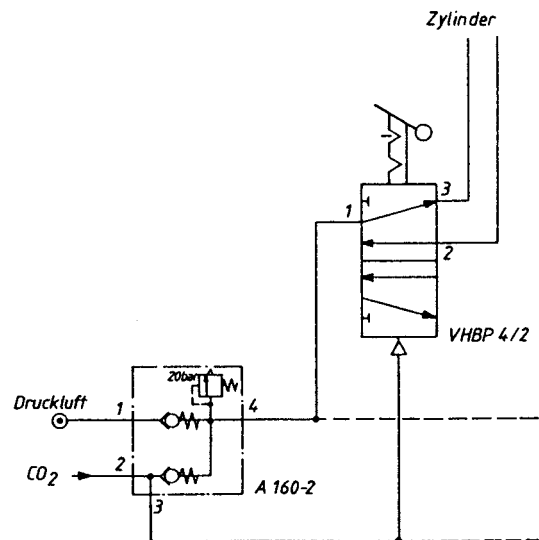 Zylinder
3
1
2
VHBP 4/2
20bar
Druckluft 1 4
CO2 2
3
A 160-2